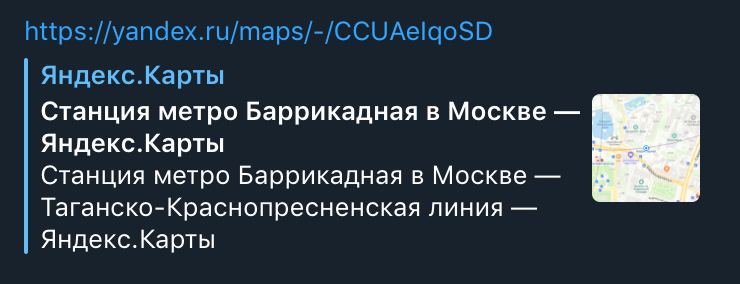 https://yandex.ru/maps/-/CCUAeIqoSD
Яндекс.Карты
Станция метро Баррикадная в Москве —
Яндекс.Карты
Станция метро Баррикадная в Москве —
Таганско-Краснопресненская линия —
Яндекс.Карты